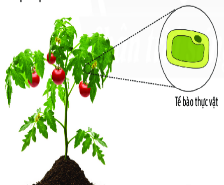 Tế bào thực vật